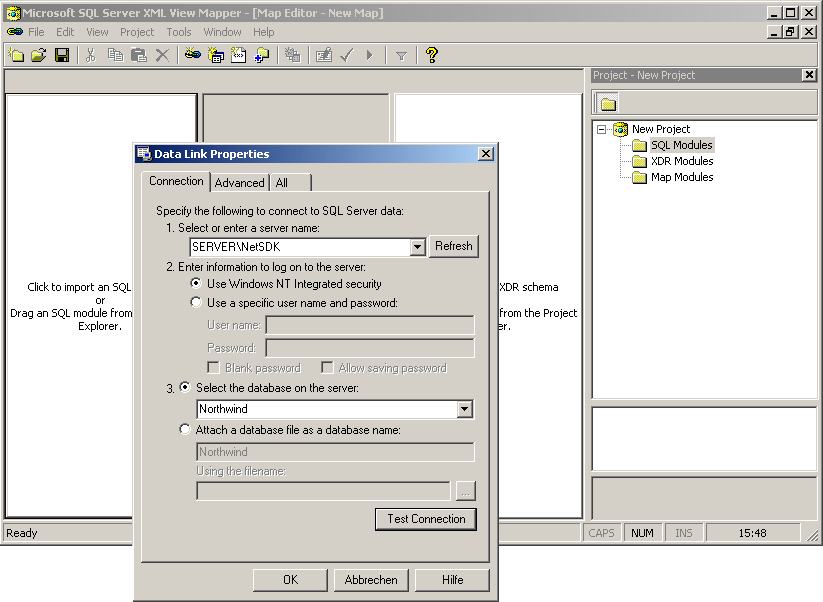 Microsoft SQL Server XML View Mapper - [Map Editor - New Map]
File Edit View Project Tools Window Help
Project - New Project
New Project
SQL Modules
XDR Modules
Map Modules
Click to import an SQL
or
Drag an SQL module from
Explorer.
XDR schema
from the Project
er.
Data Link Properties
Connection Advanced All
Specify the following to connect to SQL Server data:
1. Select or enter a server name:
SERVER\NetSDK Refresh
2. Enter information to log on to the server:
Use Windows NT Integrated security
Use a specific user name and password:
User name:
Password:
Blank password Allow saving password
3. Select the database on the server:
Northwind
Attach a database file as a database name:
Northwind
Using the filename:
...
Test Connection
OK Abbrechen Hilfe
Ready CAPS NUM INS 15:48